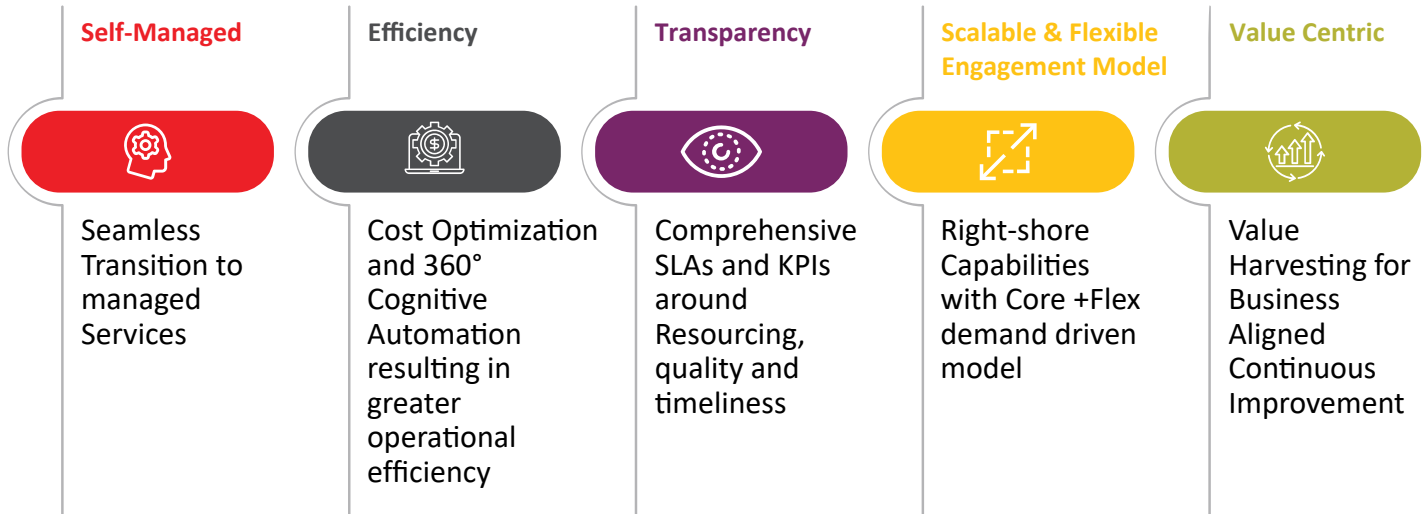 Self-Managed
Seamless
Transition to
managed
Services
Efficiency
$
Cost Optimization
and 360°
Cognitive
Automation
resulting in
greater
operational
efficiency
Transparency
Comprehensive
SLAs and KPIs
around
Resourcing,
quality and
timeliness
Scalable & Flexible
Engagement Model
Right-shore
Capabilities
with Core +Flex
demand driven
model
Value Centric
Value
Harvesting for
Business
Aligned
Continuous
Improvement